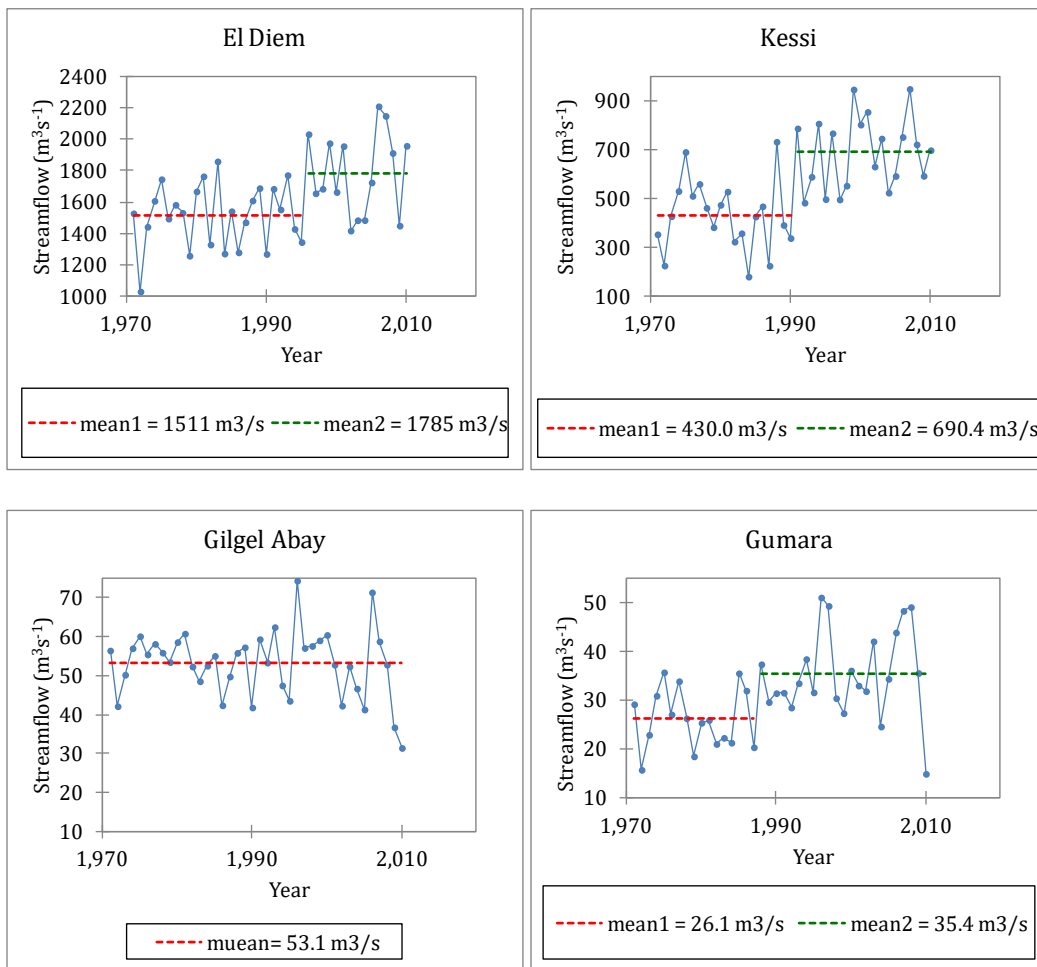 El Diem
2400
2200
2000
1800
1600
1400
1200
1000
Streamflow (m³s⁻¹)
1,970
1,990
2,010
Year
mean1 = 1511 m3/s
mean2 = 1785 m3/s
Kessi
900
700
500
300
100
Streamflow (m³s⁻¹)
1,970
1,990
2,010
Year
mean1 = 430.0 m3/s
mean2 = 690.4 m3/s
Gilgel Abay
70
60
50
40
30
20
10
Streamflow (m³s⁻¹)
1,970
1,990
2,010
Year
muean= 53.1 m3/s
Gumara
50
40
30
20
10
Streamflow (m³s⁻¹)
1,970
1,990
2,010
Year
mean1 = 26.1 m3/s
mean2 = 35.4 m3/s